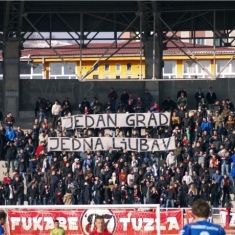 JEDAN GRAD
JEDNA LJUBAV
FUKARE TUZLA